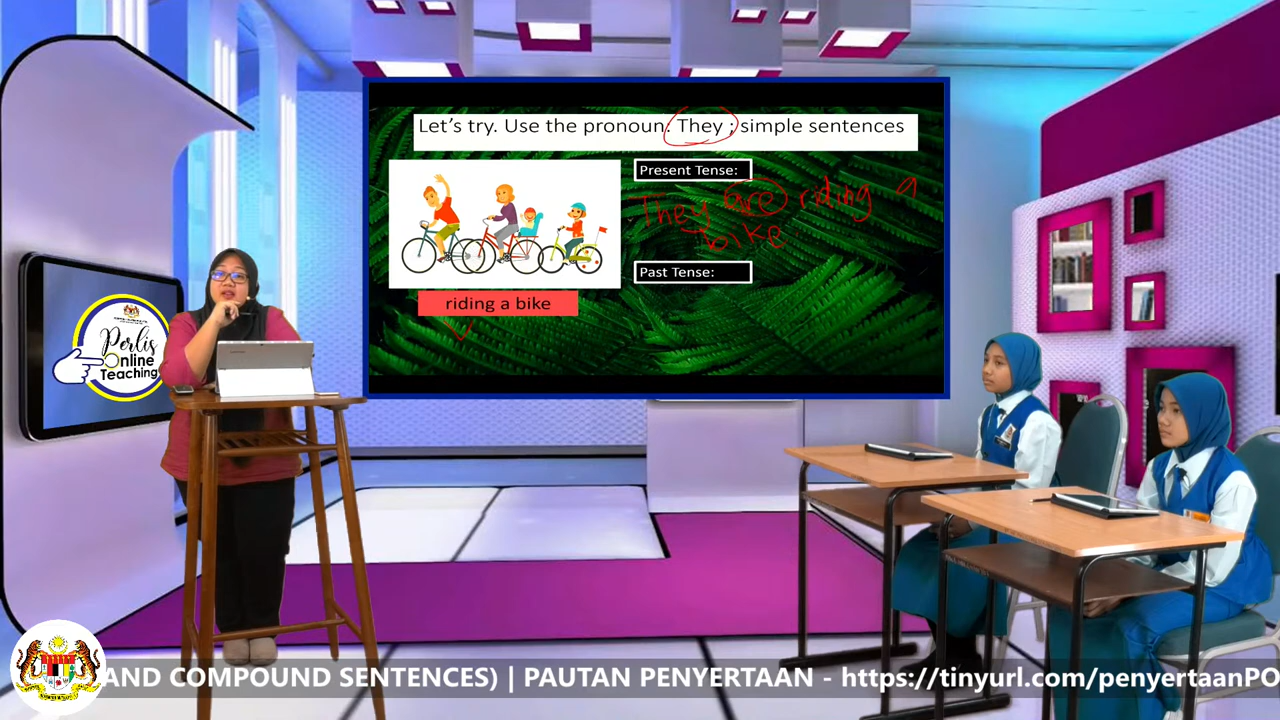 Let's try. Use the pronoun. They ; simple sentences
Present Tense:
They are riding a
bike
Past Tense:
riding a bike
Perlis
Online
Teaching
AND COMPOUND SENTENCES) | PAUTAN PENYERTAAN - https://tinyurl.com/penyertaanPO